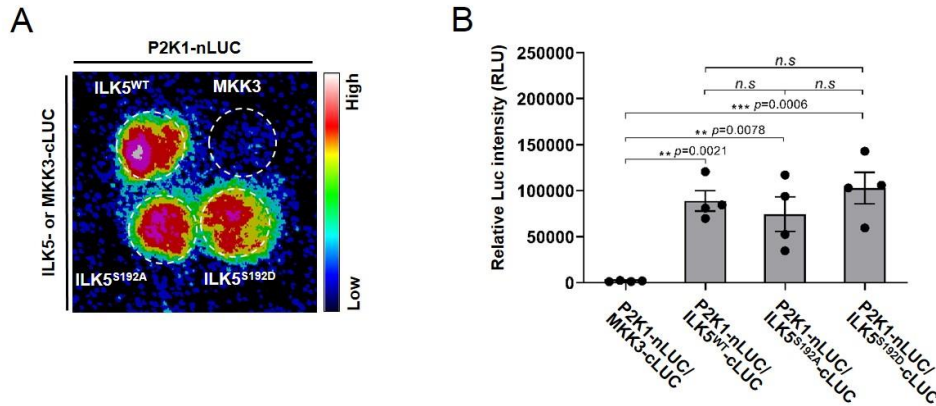 A
P2K1-nLUC
ILK5- or MKK3-cLUC
ILK5WT
MKK3
ILK5S192A
ILK5S192D
High
Low
B
Relative Luc intensity (RLU)
250000
200000
150000
100000
50000
0
n.s
n.s
n.s
*** p=0.0006
** p=0.0078
** p=0.0021
P2K1-nLUC/
MKK3-cLUC
P2K1-nLUC/
ILK5WT-cLUC
P2K1-nLUC/
ILK5S192A-cLUC
P2K1-nLUC/
ILK5S192D-cLUC